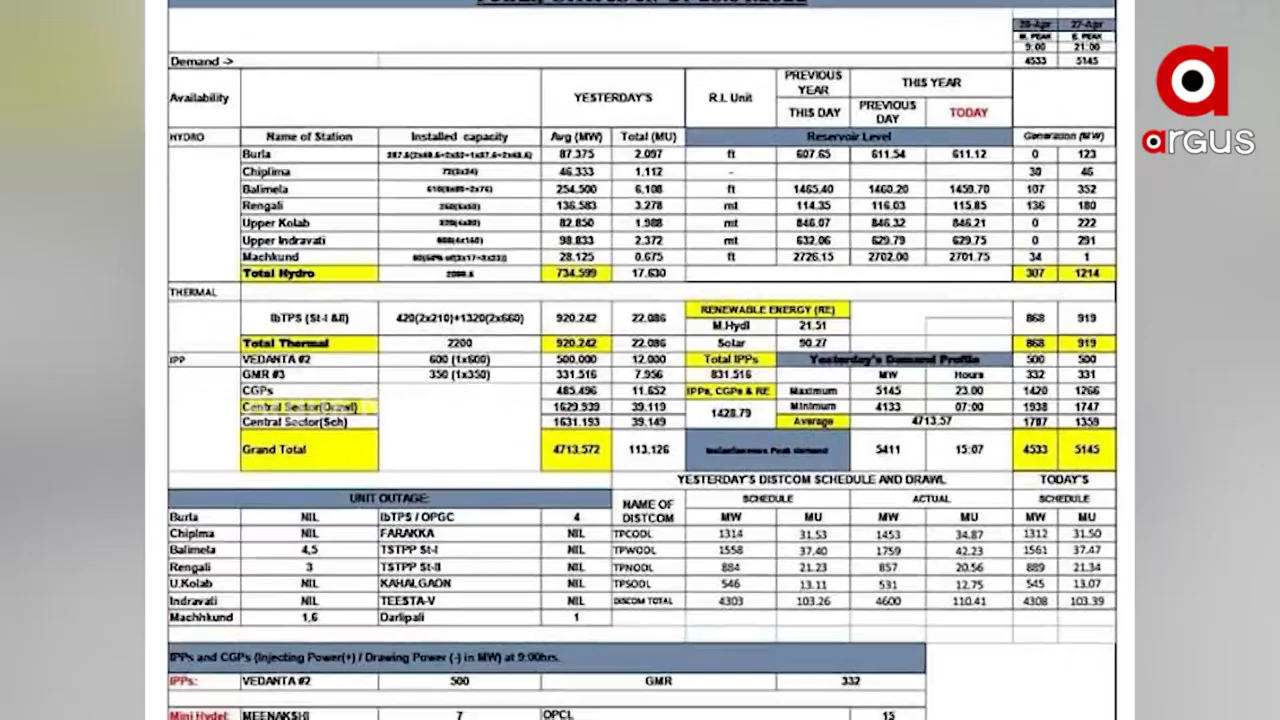 28-Apr 27-Apr
M. PEAK E. PEAK
9:00 21:00
Demand -> 4533 5145
Availability YESTERDAY'S R.L Unit PREVIOUS YEAR THIS YEAR
THIS DAY PREVIOUS DAY TODAY
HYDRO Name of Station Installed capacity Avg (MW) Total (MU) Reservoir Level Generation (MW)
Burla 87.375 2.097 ft 607.65 611.54 611.12 0 123
Chiplima 72(3x24) 46.333 1.112 - 30 46
Balimela 254.500 6.108 ft 1465.40 1460.20 1459.70 107 352
Rengali 136.583 3.278 mt 114.35 116.03 115.85 136 180
Upper Kolab 82.850 1.988 mt 846.07 846.32 846.21 0 222
Upper Indravati 98.833 2.372 mt 632.06 629.79 629.75 0 291
Machkund 28.125 0.675 ft 2726.15 2702.00 2701.75 34 1
Total Hydro 734.599 17.630 307 1214
THERMAL
IbTPS (St-I &II) 420(2x210)+1320(2x660) 920.242 22.086 RENEWABLE ENERGY (RE) 868 919
M.Hydl 21.51
Total Thermal 2200 920.242 22.086 Solar 90.27 868 919
IPP VEDANTA #2 600 (1x600) 500.000 12.000 Total IPPs Yesterday's Demand Profile 500 500
GMR #3 350 (1x350) 331.516 7.956 831.516 MW Hours 332 331
CGPs 485.496 11.652 IPPs, CGPs & RE Maximum 5145 23.00 1420 1266
Central Sector(Drawl) 1629.939 39.119 1428.79 Minimum 4133 07:00 1938 1747
Central Sector(Sch) 1631.193 39.149 Average 4713.57 1787 1359
Grand Total 4713.572 113.126 Instantaneous Peak demand 5411 15:07 4533 5145
YESTERDAY'S DISTCOM SCHEDULE AND DRAWL TODAY'S
UNIT OUTAGE: NAME OF DISTCOM SCHEDULE ACTUAL SCHEDULE
Burla NIL IbTPS / OPGC 4 MW MU MW MU MW MU
Chiplma NIL FARAKKA NIL TPCODL 1314 31.53 1453 34.87 1312 31.50
Balimela 4,5 TSTPP St-I NIL TPWODL 1558 37.40 1759 42.23 1561 37.47
Rengali 3 TSTPP St-II NIL TPNODL 884 21.23 857 20.56 889 21.34
U.Kolab NIL KAHALGAON NIL TPSODL 546 13.11 531 12.75 545 13.07
Indravati NIL TEESTA-V NIL DISCOM TOTAL 4303 103.26 4600 110.41 4308 103.39
Machhkund 1,6 Darlipali 1
IPPs and CGPs (Injecting Power(+) / Drawing Power (-) in MW) at 9:00hrs.
IPPs: VEDANTA #2 500 GMR 332
Mini Hydel: MEENAKSHI 7 OPCL 15
argus